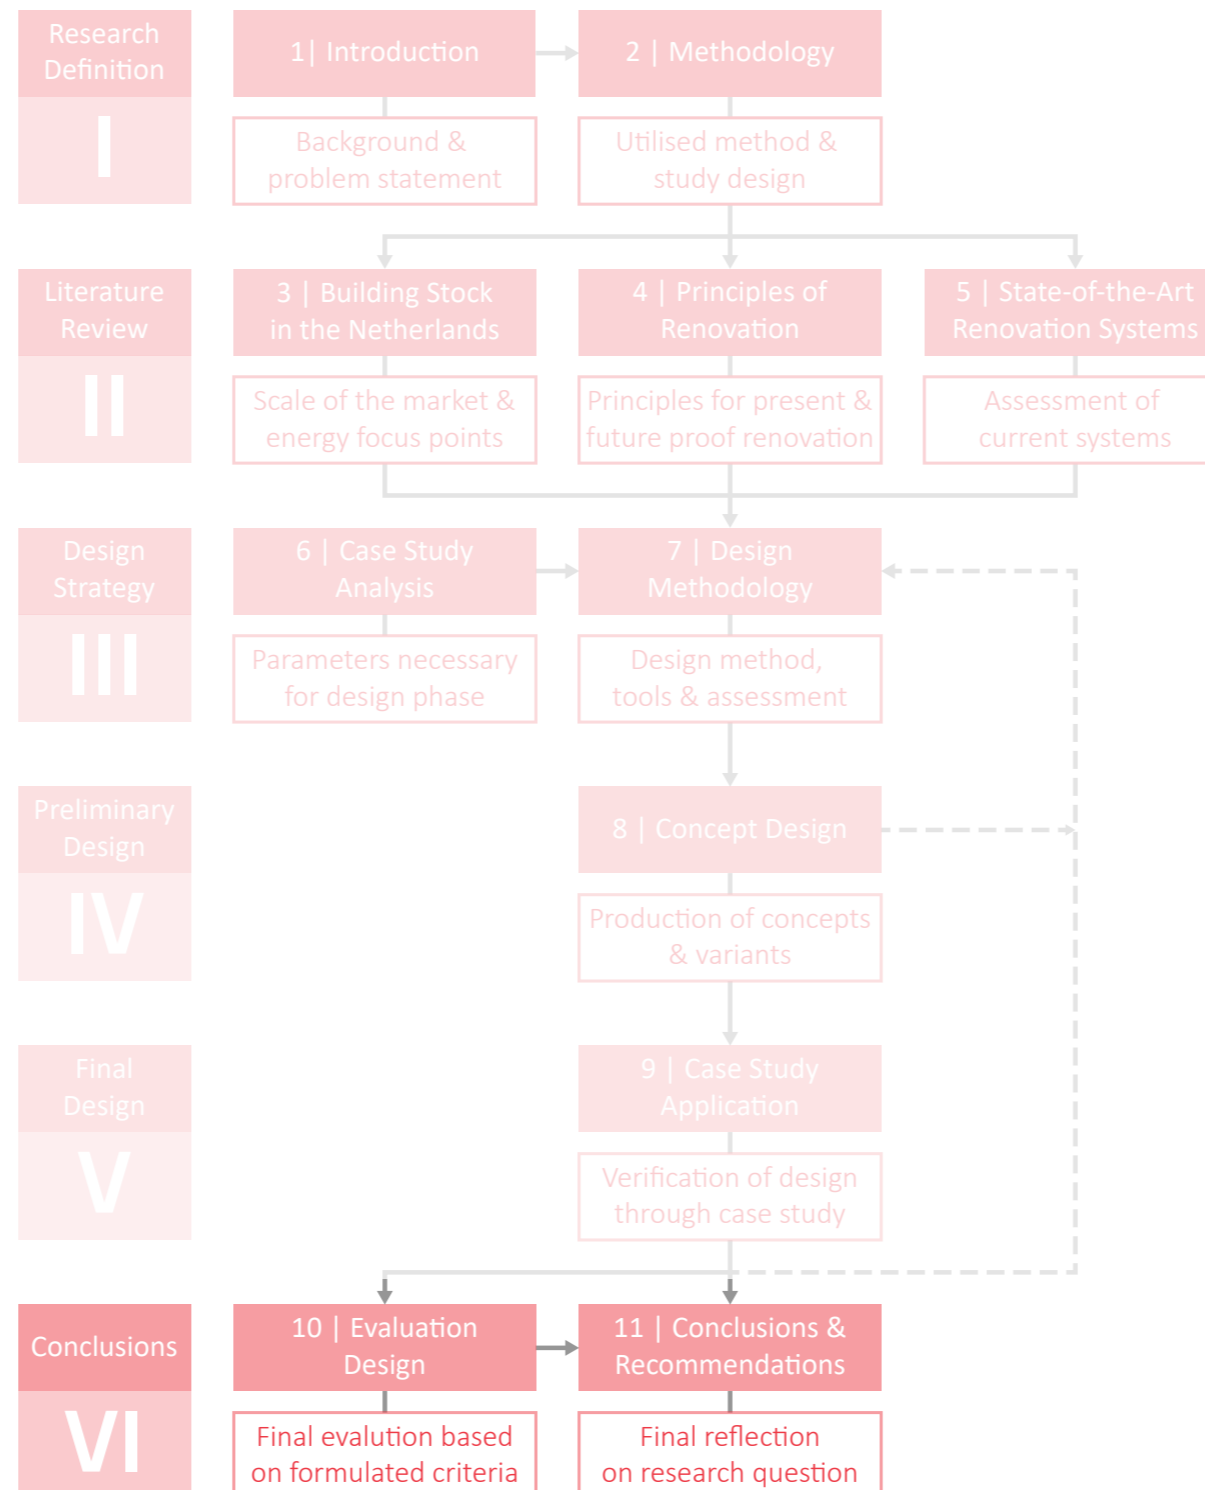 Research
Definition
I
1| Introduction
2 | Methodology
Background &
problem statement
Utilised method &
study design
Literature
Review
II
3 | Building Stock
in the Netherlands
4 | Principles of
Renovation
5 | State-of-the-Art
Renovation Systems
Scale of the market &
energy focus points
Principles for present &
future proof renovation
Assessment of
current systems
Design
Strategy
III
6 | Case Study
Analysis
7 | Design
Methodology
Parameters necessary
for design phase
Design method,
tools & assessment
Preliminary
Design
IV
8 | Concept Design
Production of concepts
& variants
Final
Design
V
9 | Case Study
Application
Verification of design
through case study
Conclusions
VI
10 | Evaluation
Design
11 | Conclusions &
Recommendations
Final evalution based
on formulated criteria
Final reflection
on research question